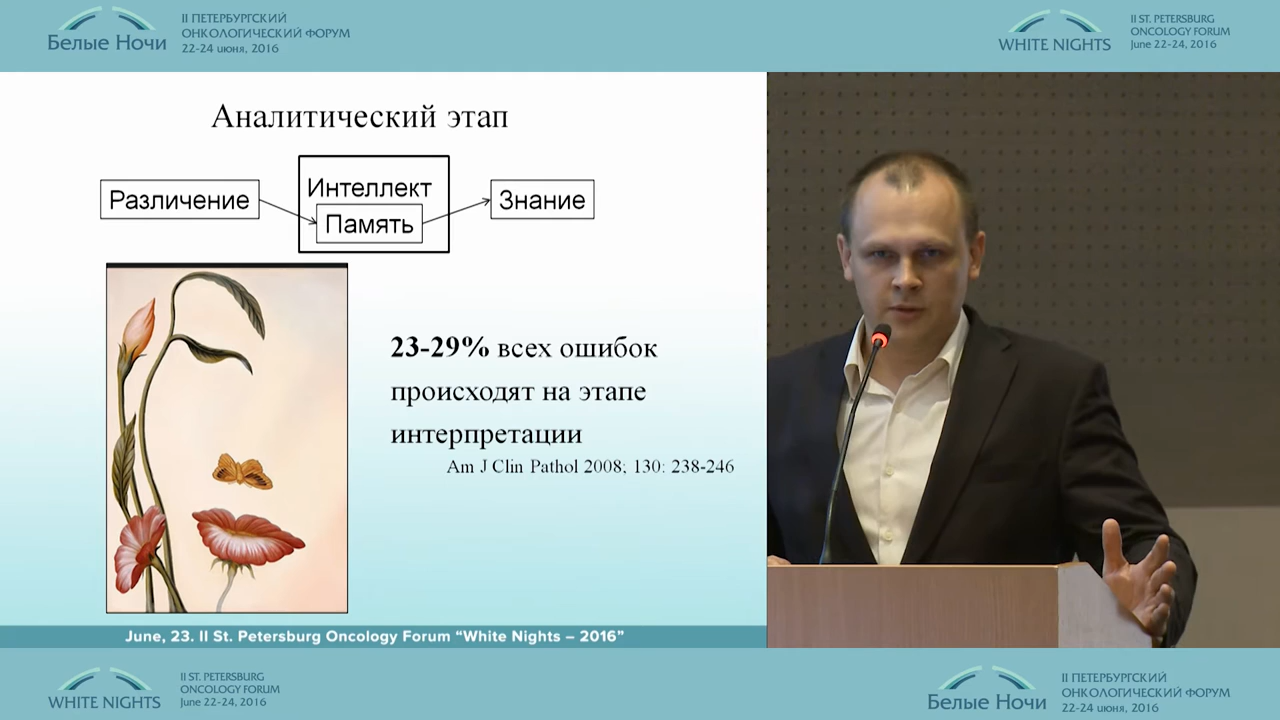 Белые Ночи
II ПЕТЕРБУРГСКИЙ
ОНКОЛОГИЧЕСКИЙ ФОРУМ
22-24 июня, 2016
WHITE NIGHTS
II ST. PETERSBURG
ONCOLOGY FORUM
June 22-24, 2016
Аналитический этап
Различение
Интеллект
Память
Знание
23-29% всех ошибок
происходят на этапе
интерпретации
Am J Clin Pathol 2008; 130: 238-246
June, 23. II St. Petersburg Oncology Forum “White Nights – 2016”
WHITE NIGHTS
II ST. PETERSBURG
ONCOLOGY FORUM
June 22-24, 2016
Белые Ночи
II ПЕТЕРБУРГСКИЙ
ОНКОЛОГИЧЕСКИЙ ФОРУМ
22-24 июня, 2016